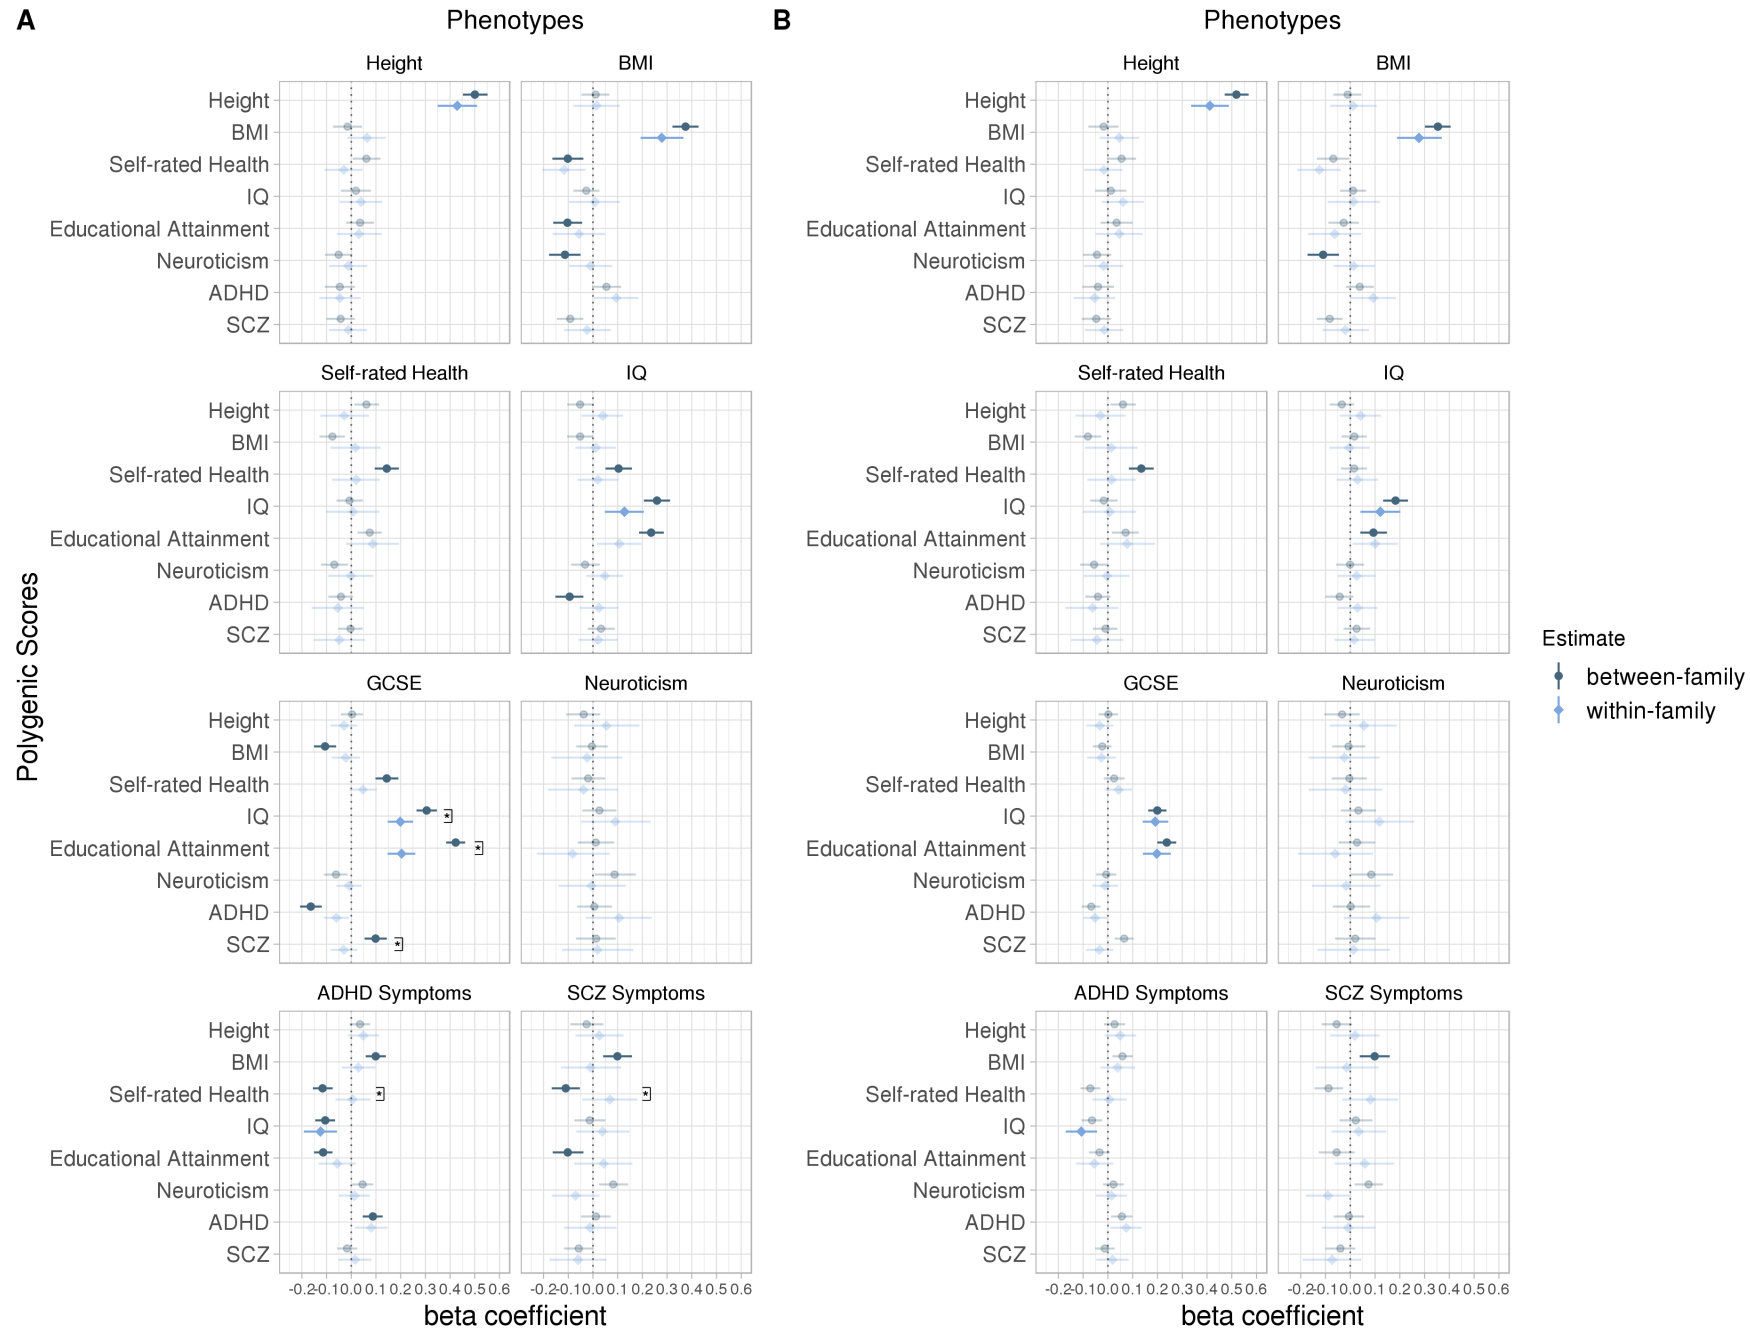 A
Phenotypes
B
Phenotypes
Height
BMI
Height
BMI
Height
BMI
Self-rated Health
IQ
Educational Attainment
Neuroticism
ADHD
SCZ
Height
BMI
Self-rated Health
IQ
Educational Attainment
Neuroticism
ADHD
SCZ
Self-rated Health
IQ
Self-rated Health
IQ
Height
BMI
Self-rated Health
IQ
Educational Attainment
Neuroticism
ADHD
SCZ
Height
BMI
Self-rated Health
IQ
Educational Attainment
Neuroticism
ADHD
SCZ
Polygenic Scores
Estimate
between-family
within-family
GCSE
Neuroticism
GCSE
Neuroticism
Height
BMI
Self-rated Health
IQ
*
Educational Attainment
*
Neuroticism
ADHD
SCZ
*
Height
BMI
Self-rated Health
IQ
Educational Attainment
Neuroticism
ADHD
SCZ
ADHD Symptoms
SCZ Symptoms
ADHD Symptoms
SCZ Symptoms
Height
BMI
Self-rated Health
*
*
IQ
Educational Attainment
Neuroticism
ADHD
SCZ
Height
BMI
Self-rated Health
IQ
Educational Attainment
Neuroticism
ADHD
SCZ
-0.2 -0.1 0.0 0.1 0.2 0.3 0.4 0.5 0.6
-0.2 -0.1 0.0 0.1 0.2 0.3 0.4 0.5 0.6
-0.2 -0.1 0.0 0.1 0.2 0.3 0.4 0.5 0.6
-0.2 -0.1 0.0 0.1 0.2 0.3 0.4 0.5 0.6
beta coefficient
beta coefficient